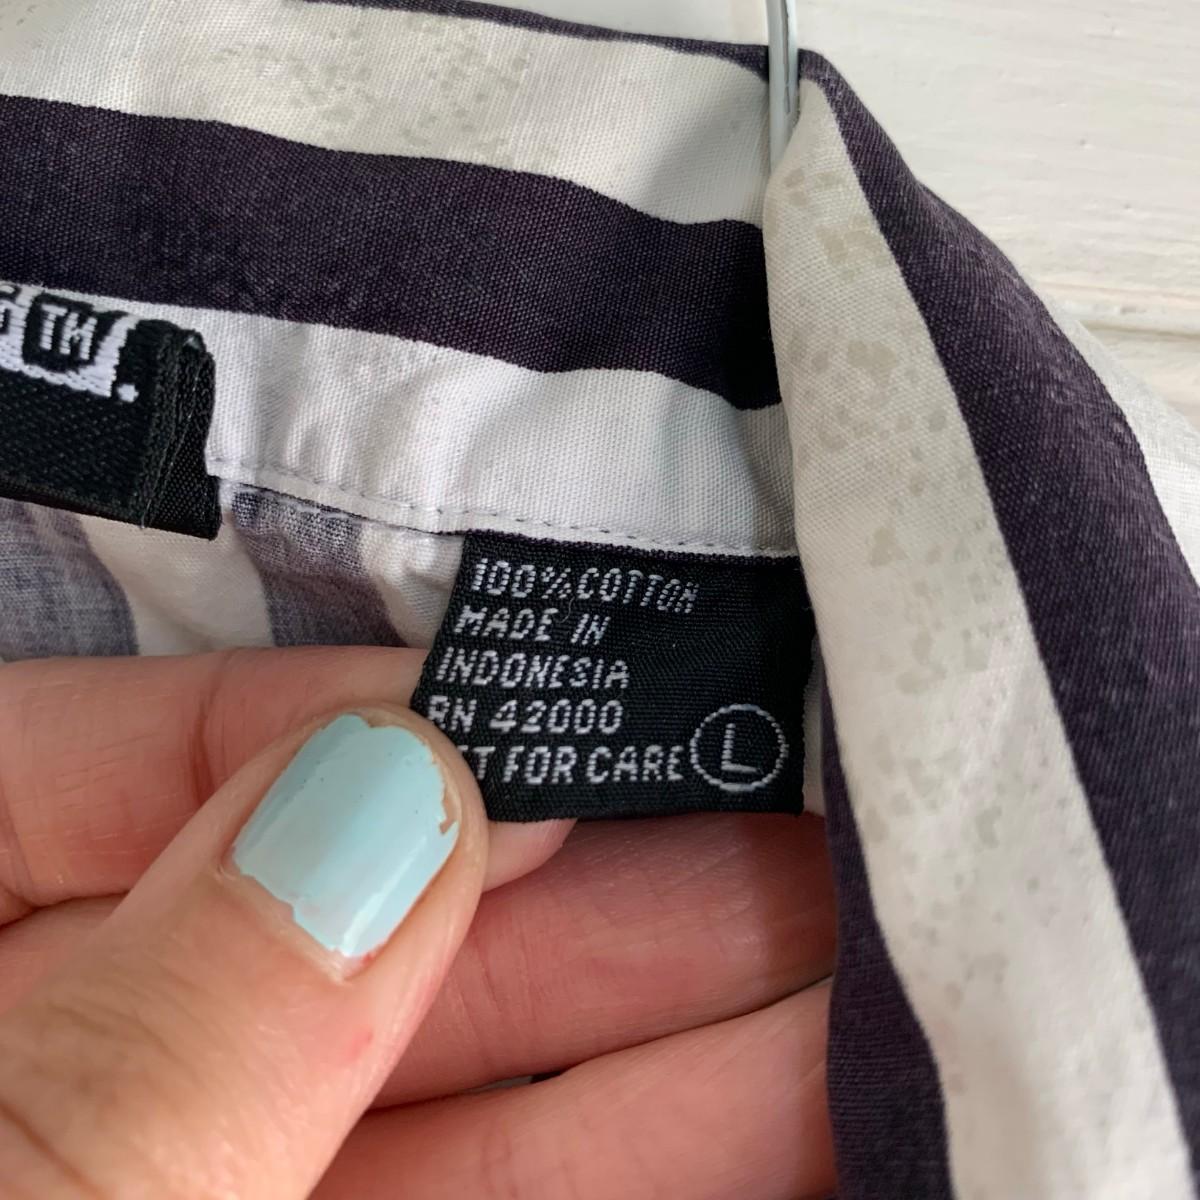 TM.
100% COTTON
MADE IN
INDONESIA
RN 42000
FOR CARE
L